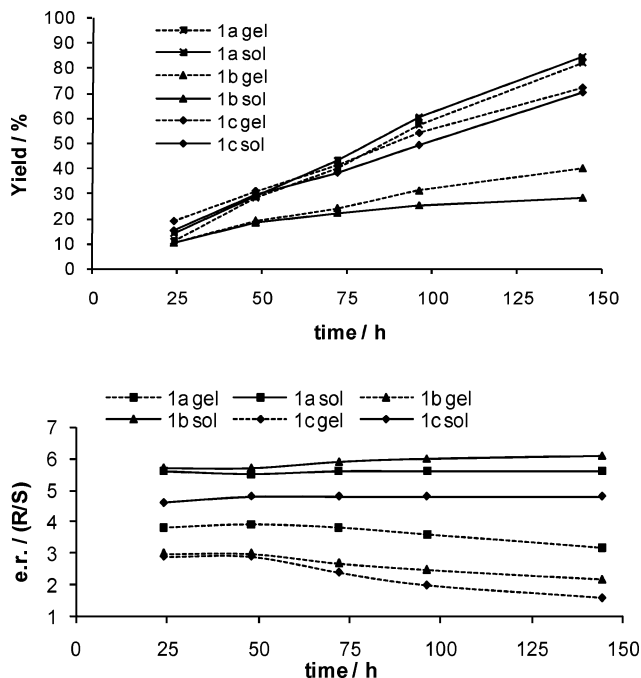 100
90
80
70
60
50
40
30
20
10
0
Yield / %
1a gel
1a sol
1b gel
1b sol
1c gel
1c sol
0 25 50 75 100 125 150
time / h
1a gel 1a sol 1b gel
1b sol 1c gel 1c sol
7
6
5
4
3
2
1
e.r. / (R/S)
0 25 50 75 100 125 150
time / h